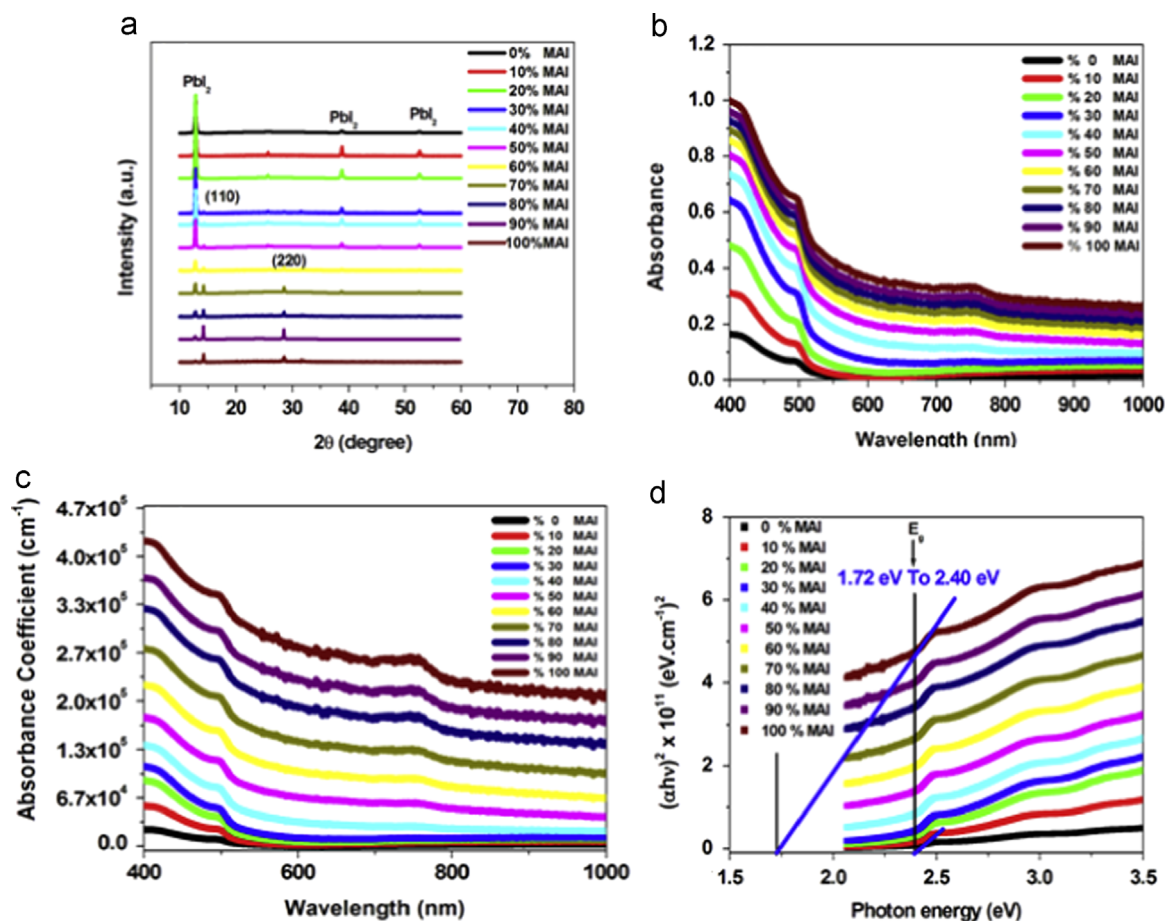 a
0% MAI
10% MAI
20% MAI
30% MAI
40% MAI
50% MAI
60% MAI
70% MAI
80% MAI
90% MAI
100%MAI
PbI2
PbI2
PbI2
(110)
(220)
Intensity (a.u.)
10 20 30 40 50 60 70 80
2θ (degree)
b
% 0 MAI
% 10 MAI
% 20 MAI
% 30 MAI
% 40 MAI
% 50 MAI
% 60 MAI
% 70 MAI
% 80 MAI
% 90 MAI
% 100 MAI
1.2
1.0
0.8
0.6
0.4
0.2
0.0
Absorbance
400 500 600 700 800 900 1000
Wavelength (nm)
c
4.7x10^5
4.0x10^5
3.3x10^5
2.7x10^5
2.0x10^5
1.3x10^5
6.7x10^4
0.0
Absorbance Coefficient (cm^-1)
% 0 MAI
% 10 MAI
% 20 MAI
% 30 MAI
% 40 MAI
% 50 MAI
% 60 MAI
% 70 MAI
% 80 MAI
% 90 MAI
% 100 MAI
400 600 800 1000
Wavelength (nm)
d
0 % MAI
10 % MAI
20 % MAI
30 % MAI
40 % MAI
50 % MAI
60 % MAI
70 % MAI
80 % MAI
90 % MAI
100 % MAI
Eg
1.72 eV To 2.40 eV
8
6
4
2
0
(αhν)^2 x 10^11 (eV.cm^-1)^2
1.5 2.0 2.5 3.0 3.5
Photon energy (eV)